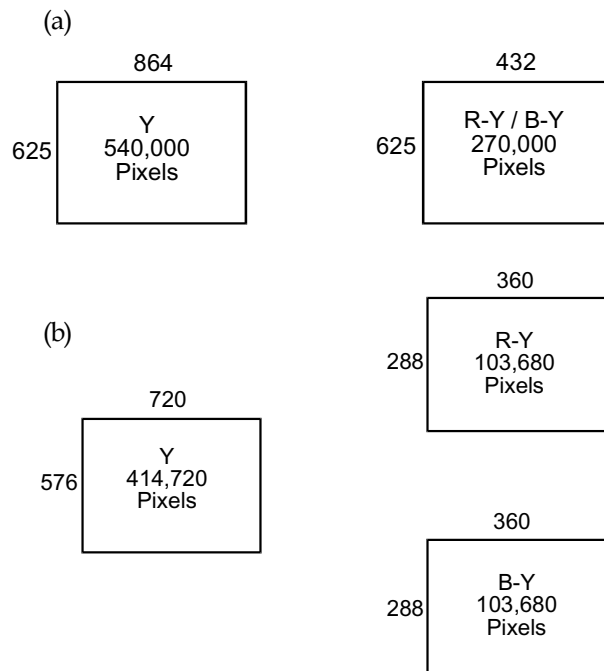 (a)
864
625
Y
540,000
Pixels
432
625
R-Y / B-Y
270,000
Pixels
(b)
720
576
Y
414,720
Pixels
360
288
R-Y
103,680
Pixels
360
288
B-Y
103,680
Pixels